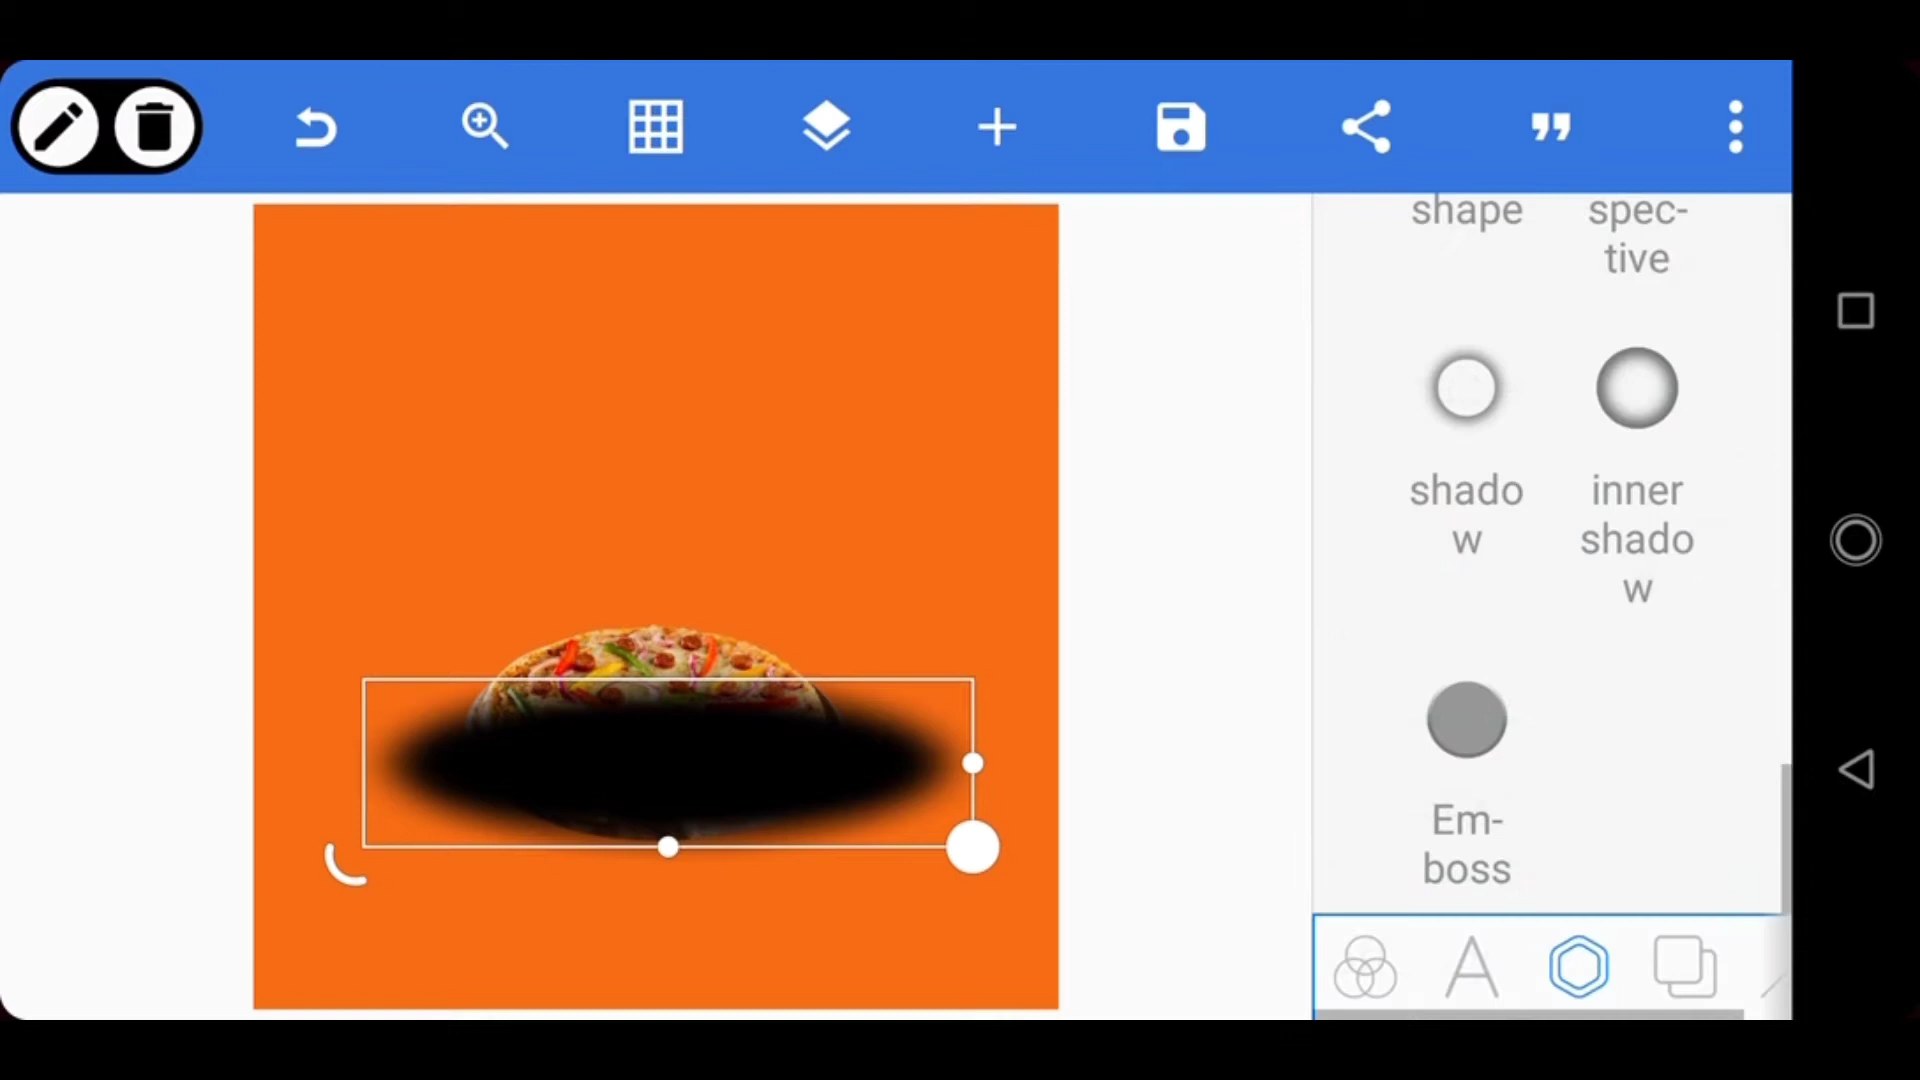 shape
spec-
tive
shado
w
inner
shado
w
Em-
boss